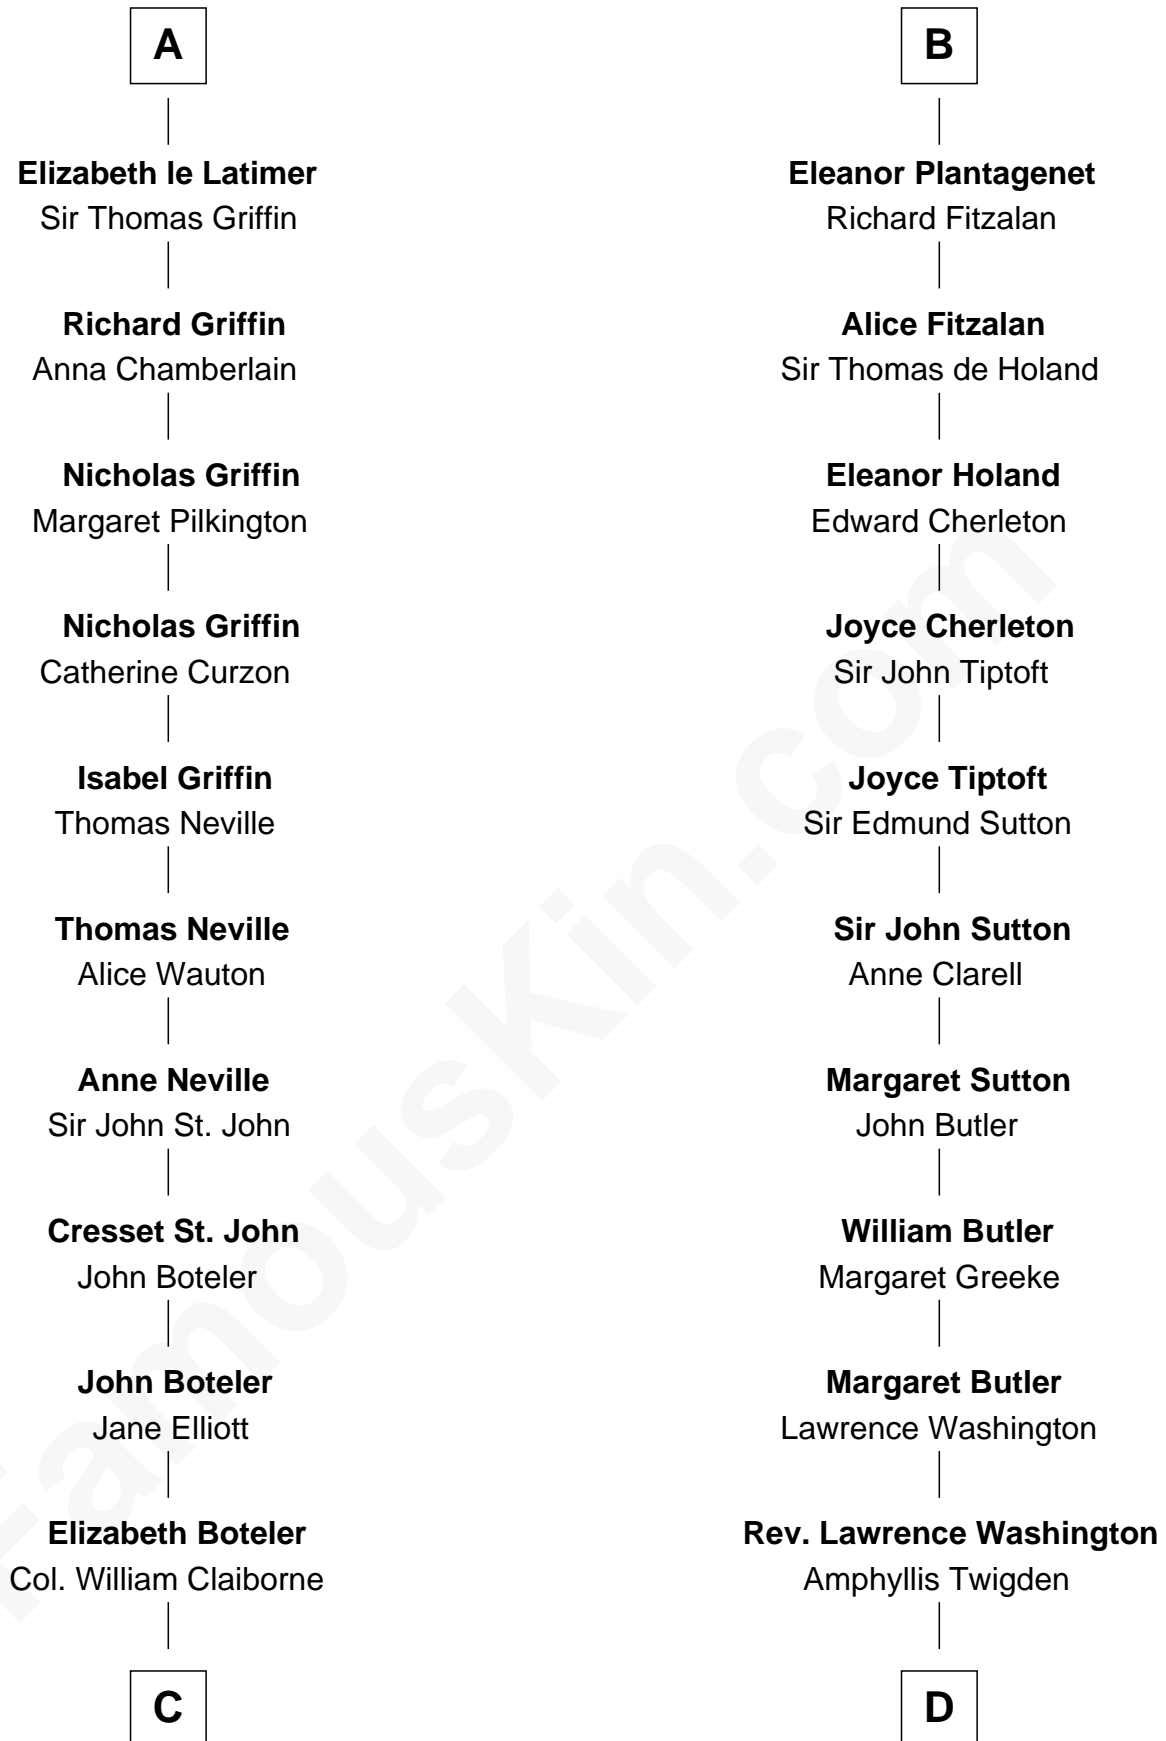 A
Elizabeth le Latimer
Sir Thomas Griffin
Richard Griffin
Anna Chamberlain
Nicholas Griffin
Margaret Pilkington
Nicholas Griffin
Catherine Curzon
Isabel Griffin
Thomas Neville
Thomas Neville
Alice Wauton
Anne Neville
Sir John St. John
Cresset St. John
John Boteler
John Boteler
Jane Elliott
Elizabeth Boteler
Col. William Claiborne
C
B
Eleanor Plantagenet
Richard Fitzalan
Alice Fitzalan
Sir Thomas de Holand
Eleanor Holand
Edward Cherleton
Joyce Cherleton
Sir John Tiptoft
Joyce Tiptoft
Sir Edmund Sutton
Sir John Sutton
Anne Clarell
Margaret Sutton
John Butler
William Butler
Margaret Greeke
Margaret Butler
Lawrence Washington
Rev. Lawrence Washington
Amphyllis Twigden
D
FamousKin.com